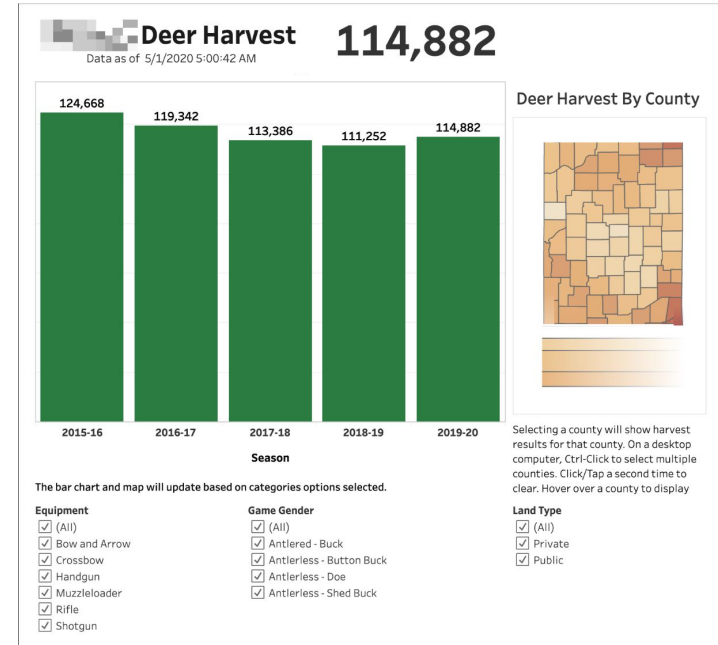 Deer Harvest
114,882
Data as of 5/1/2020 5:00:42 AM
124,668
119,342
113,386
111,252
114,882
2015-16
2016-17
2017-18
2018-19
2019-20
Season
Deer Harvest By County
Selecting a county will show harvest
results for that county. On a desktop
computer, Ctrl-Click to select multiple
counties. Click/Tap a second time to
clear. Hover over a county to display
The bar chart and map will update based on categories options selected.
Equipment
(All)
Bow and Arrow
Crossbow
Handgun
Muzzleloader
Rifle
Shotgun
Game Gender
(All)
Antlered - Buck
Antlerless - Button Buck
Antlerless - Doe
Antlerless - Shed Buck
Land Type
(All)
Private
Public